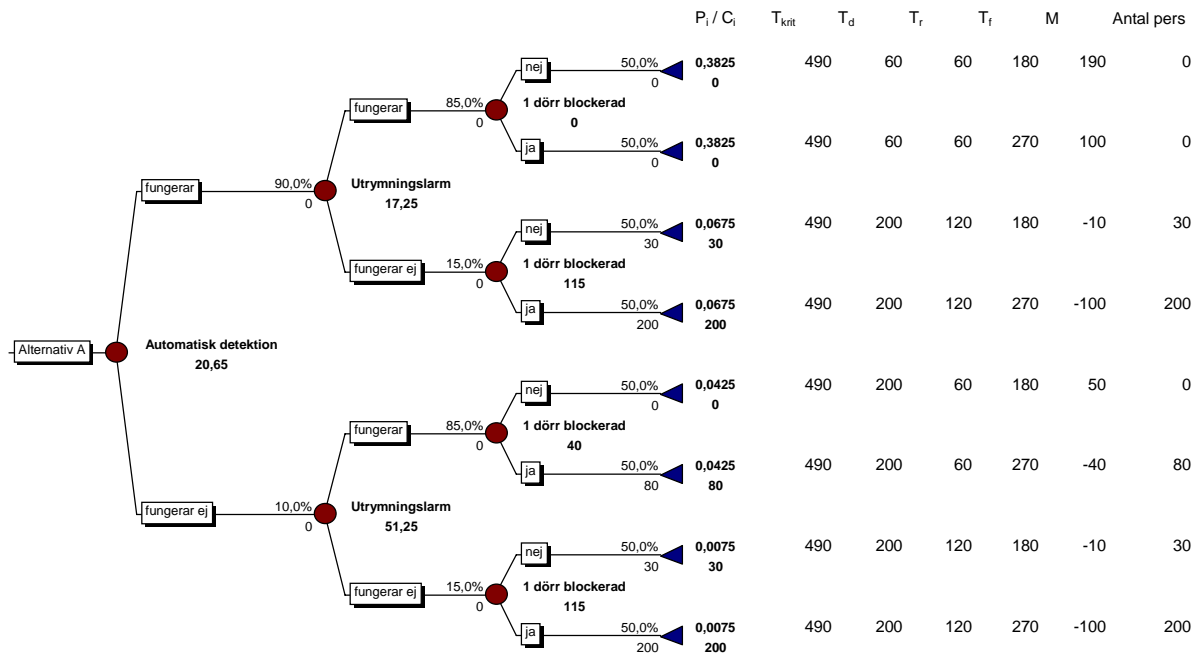 Pi / Ci Tkrit Td Tr Tf M Antal pers
nej 50,0% 0,3825 490 60 60 180 190 0
0 0
fungerar 85,0% 1 dörr blockerad
0 0
ja 50,0% 0,3825 490 60 60 270 100 0
0 0
fungerar 90,0% Utrymningslarm
0 17,25
nej 50,0% 0,0675 490 200 120 180 -10 30
30 30
fungerar ej 15,0% 1 dörr blockerad
0 115
ja 50,0% 0,0675 490 200 120 270 -100 200
200 200
Alternativ A Automatisk detektion
20,65
nej 50,0% 0,0425 490 200 60 180 50 0
0 0
fungerar 85,0% 1 dörr blockerad
0 40
ja 50,0% 0,0425 490 200 60 270 -40 80
80 80
fungerar ej 10,0% Utrymningslarm
0 51,25
nej 50,0% 0,0075 490 200 120 180 -10 30
30 30
fungerar ej 15,0% 1 dörr blockerad
0 115
ja 50,0% 0,0075 490 200 120 270 -100 200
200 200